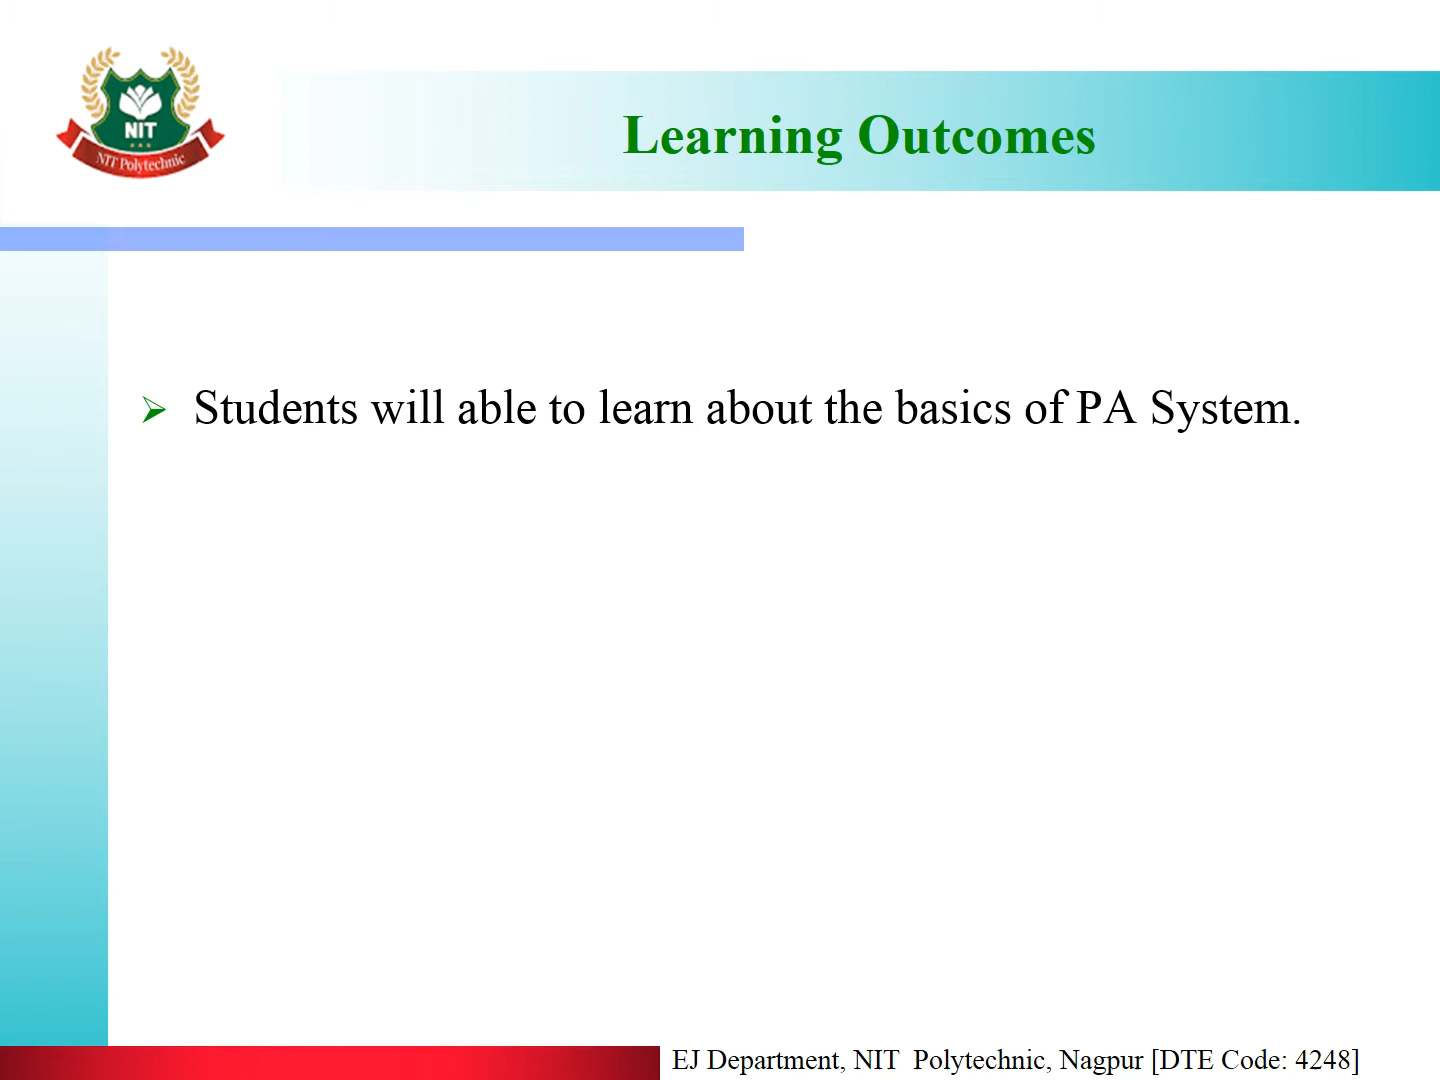 NIT
NIT Polytechnic
Learning Outcomes
Students will able to learn about the basics of PA System.
EJ Department, NIT  Polytechnic, Nagpur [DTE Code: 4248]